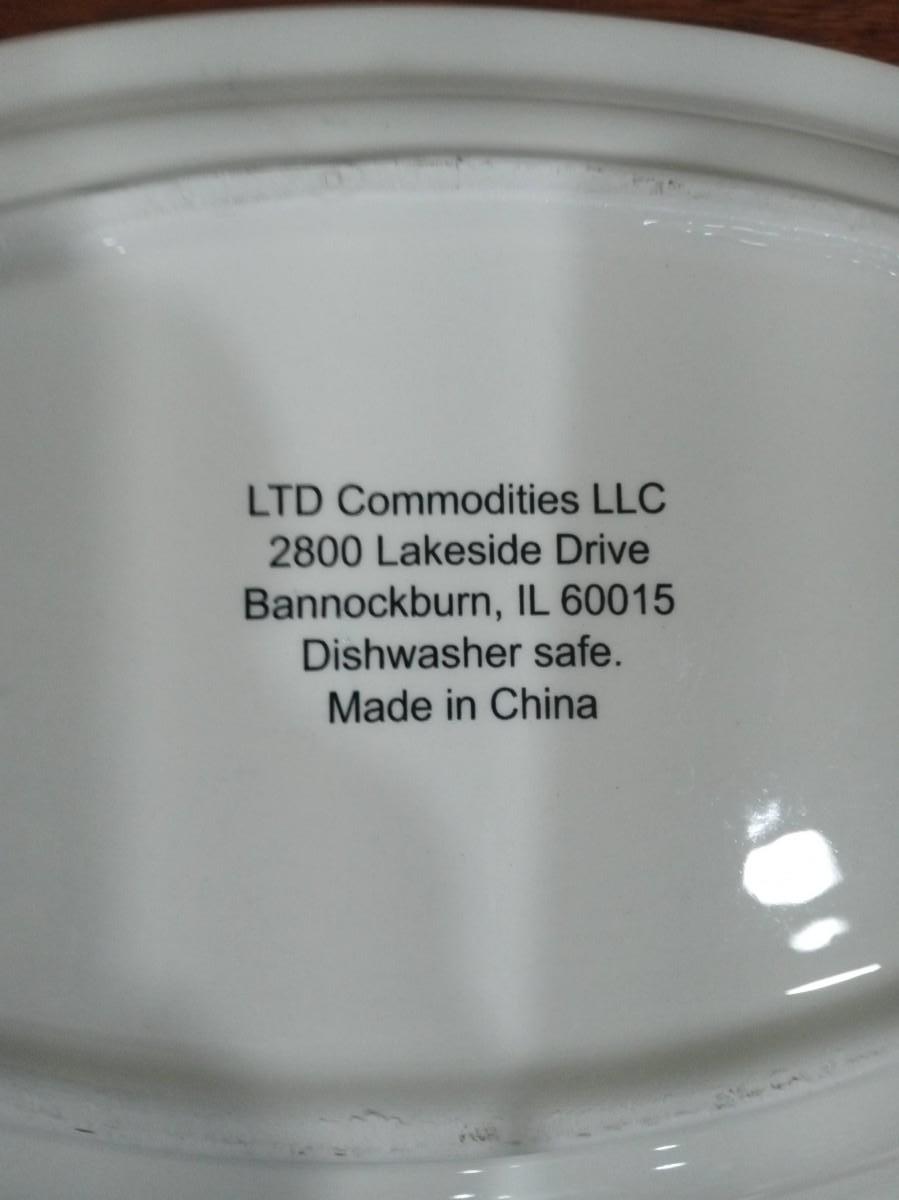 LTD Commodities LLC
2800 Lakeside Drive
Bannockburn, IL 60015
Dishwasher safe.
Made in China